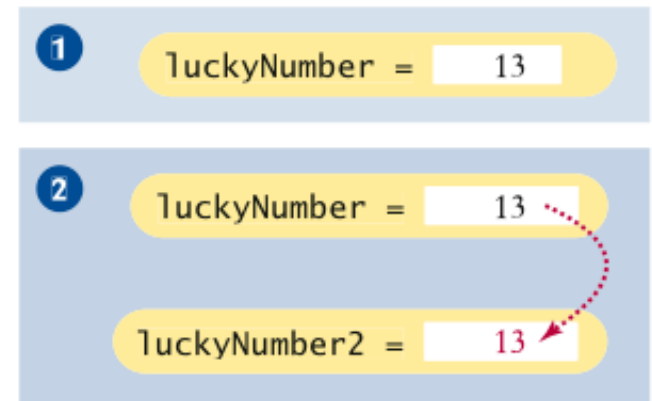 1
luckyNumber = 13
2
luckyNumber = 13
luckyNumber2 = 13